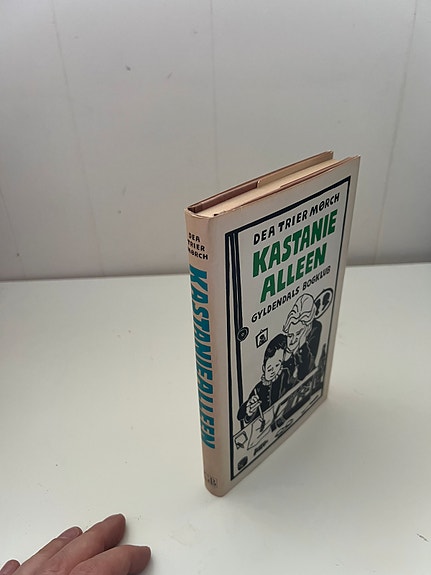 DEA TRIER MØRCH
KASTANIE
ALLEEN
GYLDENDALS BOGKLUB
DEA
TRIER
MØRCH
KASTANIEALLEEN